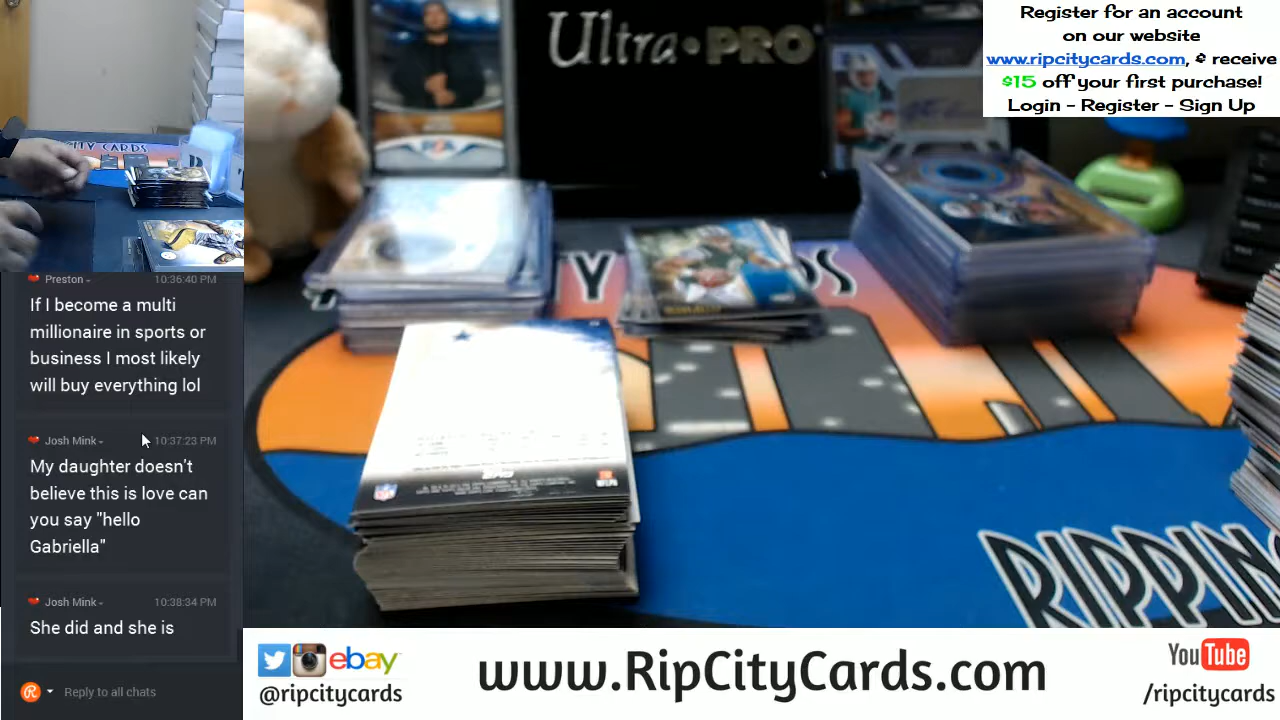 Register for an account
on our website
www.ripcitycards.com, & receive
$15 off your first purchase!
Login - Register - Sign Up
Ultra•PRO
CITY CARDS
Preston 10:36:40 PM
If I become a multi
millionaire in sports or
business I most likely
will buy everything lol
Josh Mink 10:37:23 PM
My daughter doesn't
believe this is love can
you say "hello
Gabriella"
Josh Mink 10:38:34 PM
She did and she is
Reply to all chats
RIPPIN
@ripcitycards
ebay
www.RipCityCards.com
YouTube
/ripcitycards